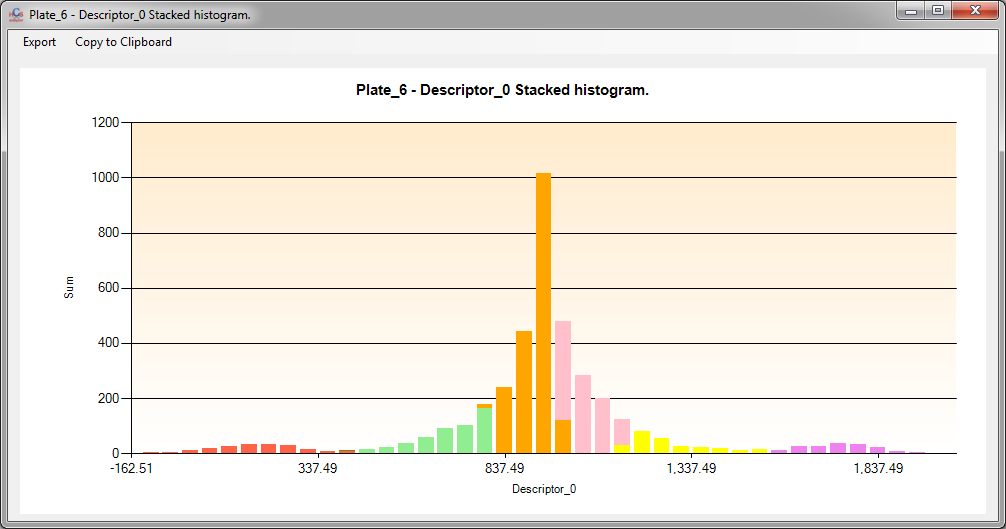 Plate_6 - Descriptor_0 Stacked histogram.
Export Copy to Clipboard
Plate_6 - Descriptor_0 Stacked histogram.
1200
1000
800
600
400
200
0
Sum
-162.51 337.49 837.49 1,337.49 1,837.49
Descriptor_0